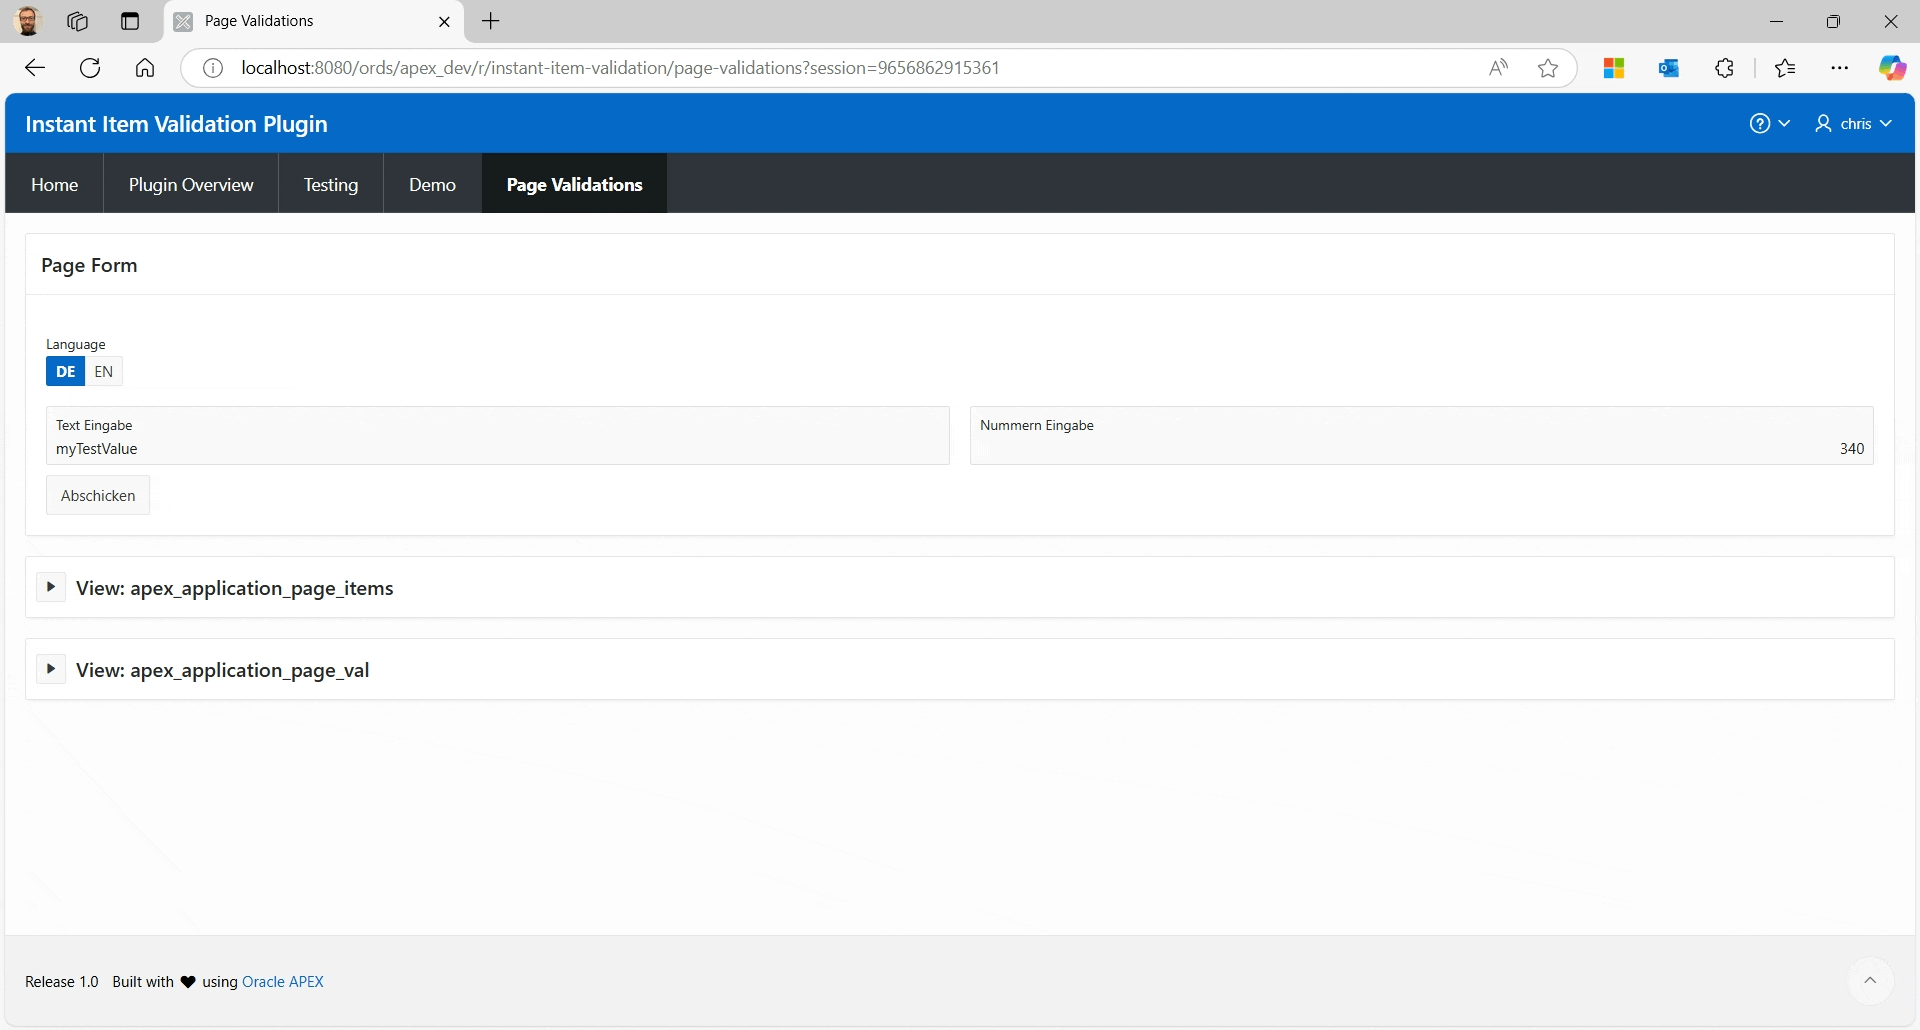 Page Validations
localhost:8080/ords/apex_dev/r/instant-item-validation/page-validations?session=9656862915361
Instant Item Validation Plugin
chris
Home
Plugin Overview
Testing
Demo
Page Validations
Page Form
Language
DE
EN
Text Eingabe
myTestValue
Nummern Eingabe
340
Abschicken
View: apex_application_page_items
View: apex_application_page_val
Release 1.0 Built with ♥ using Oracle APEX